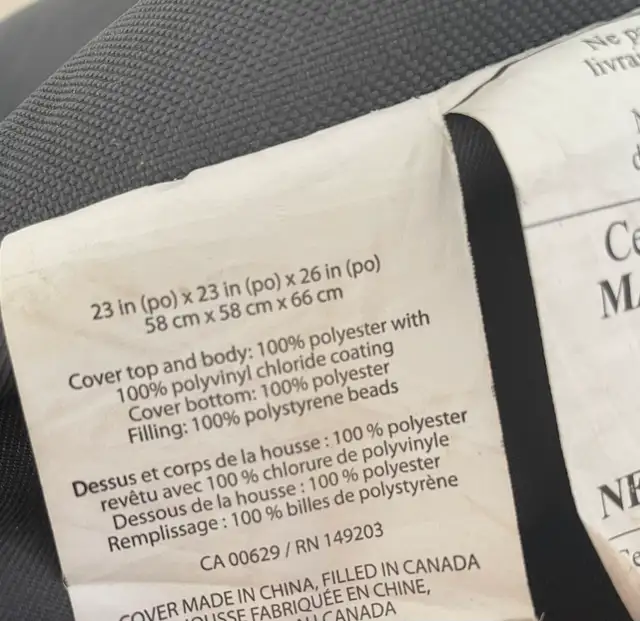 23 in (po) x 23 in (po) x 26 in (po)
58 cm x 58 cm x 66 cm
Cover top and body: 100% polyester with
100% polyvinyl chloride coating
Cover bottom: 100% polyester
Filling: 100% polystyrene beads
Dessus et corps de la housse : 100 % polyester
revêtu avec 100 % chlorure de polyvinyle
Dessous de la housse : 100 % polyester
Remplissage : 100 % billes de polystyrène
CA 00629 / RN 149203
COVER MADE IN CHINA, FILLED IN CANADA
HOUSSE FABRIQUÉE EN CHINE,
AU CANADA
Ne